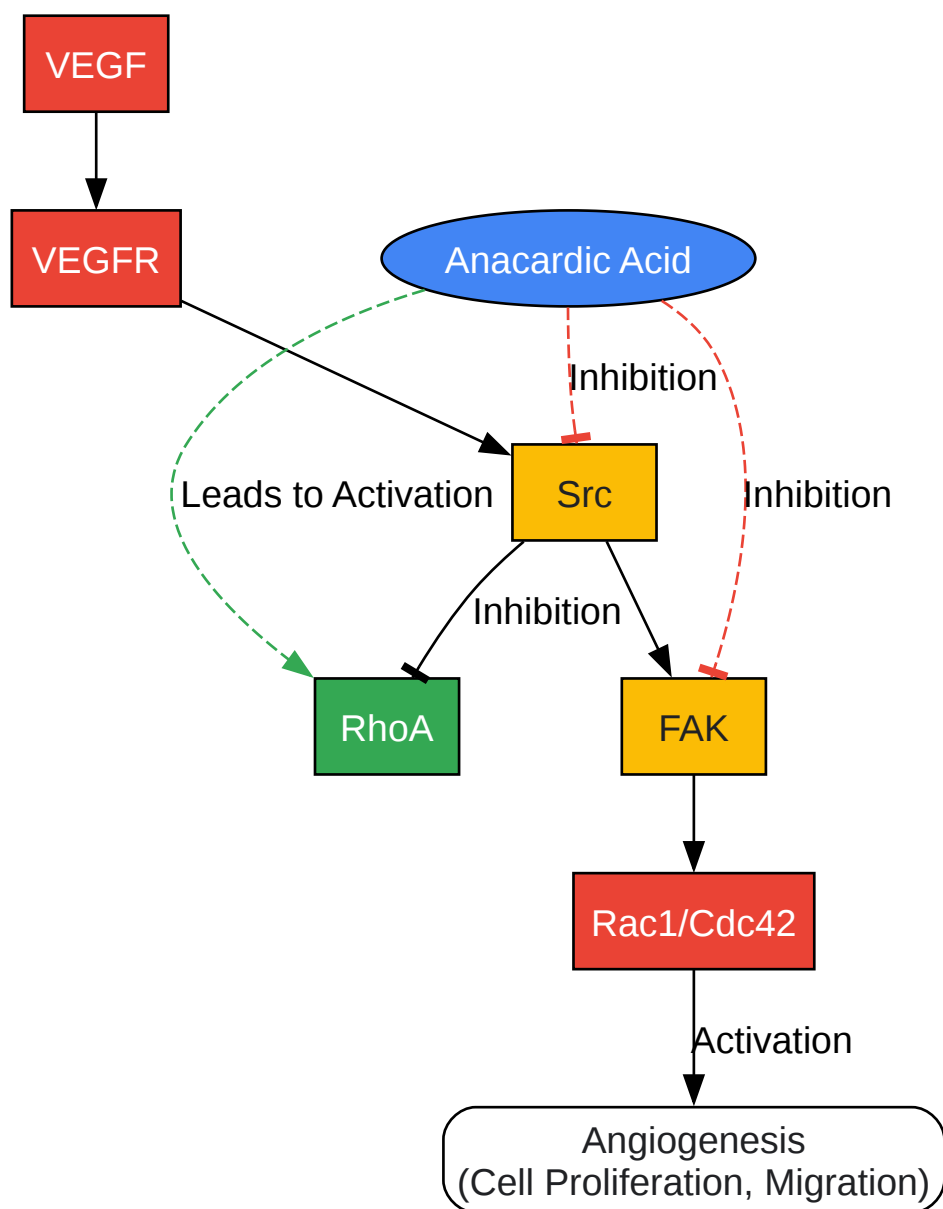 VEGF
VEGFR
Anacardic Acid
Inhibition
Leads to Activation
Src
Inhibition
Inhibition
RhoA
FAK
Rac1/Cdc42
Activation
Angiogenesis
(Cell Proliferation, Migration)